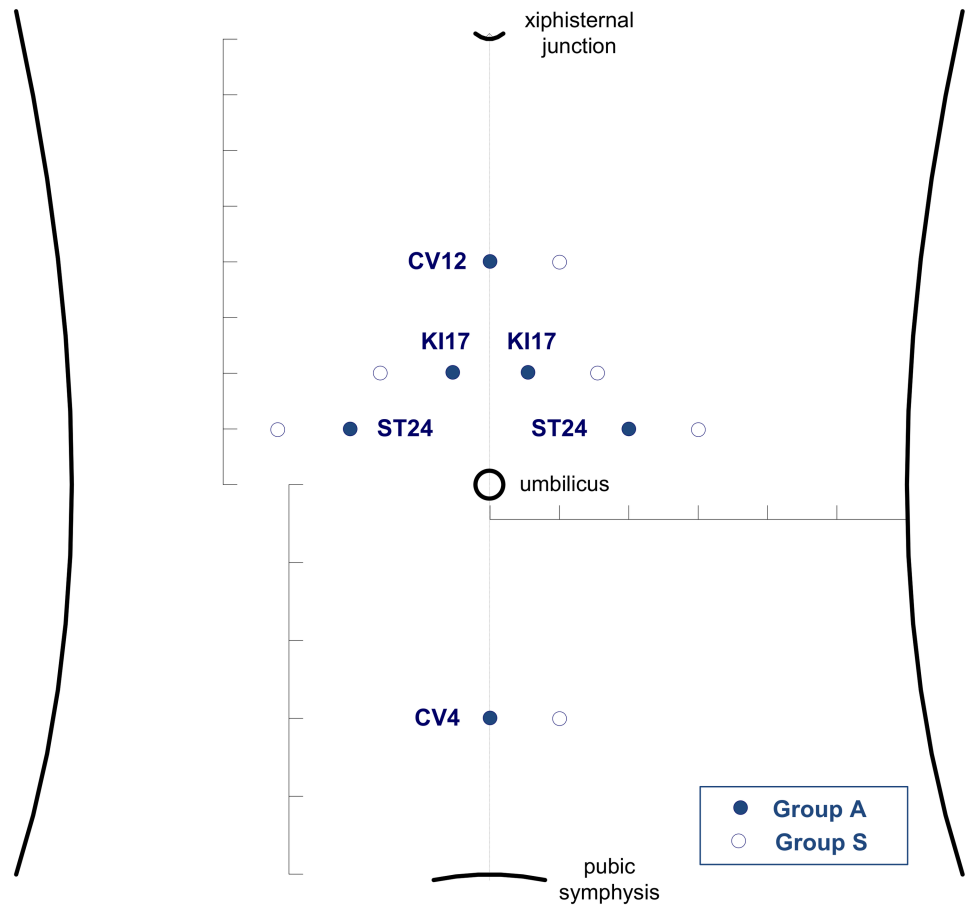 xiphisternal
junction
CV12
KI17 KI17
ST24 ST24
umbilicus
CV4
Group A
Group S
pubic
symphysis